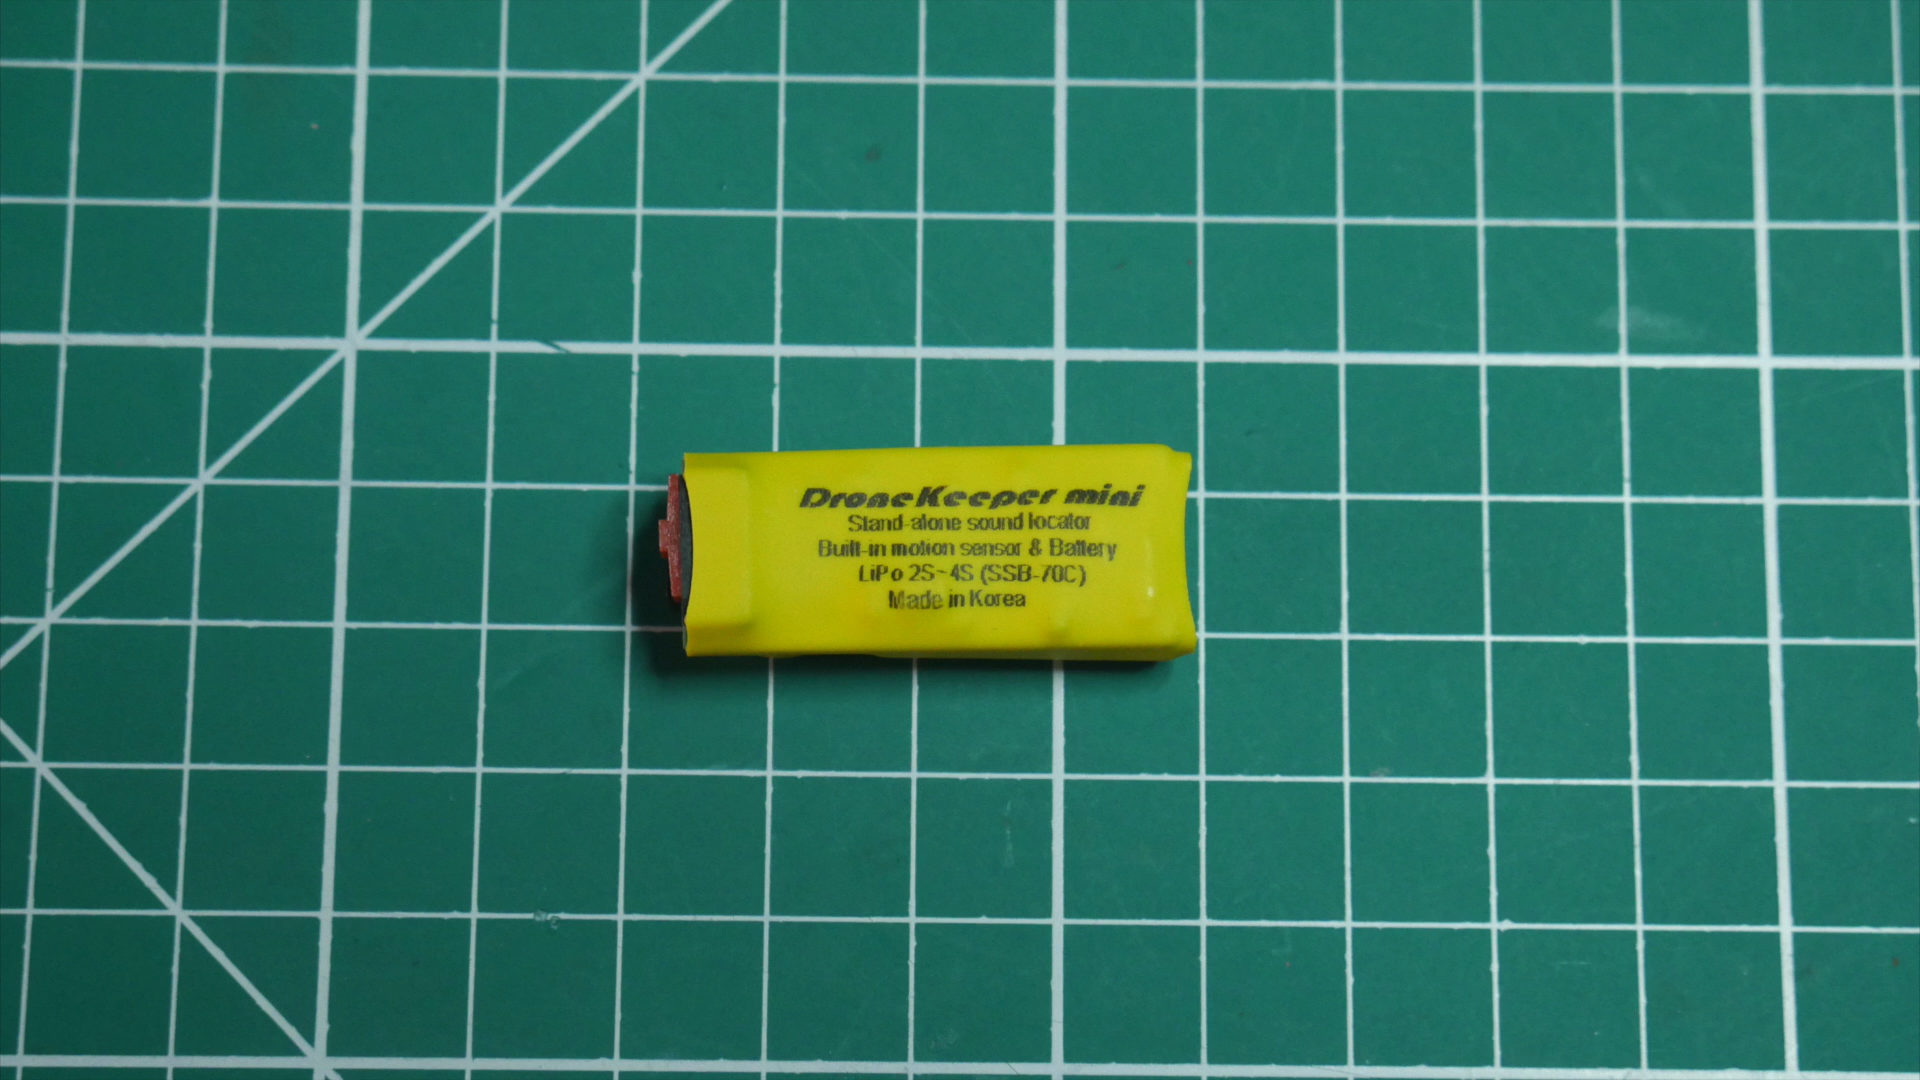 DroneKeeper mini
Stand-alone sound locator
Built-in motion sensor & Battery
LiPo 2S~4S (SSB-70C)
Made in Korea